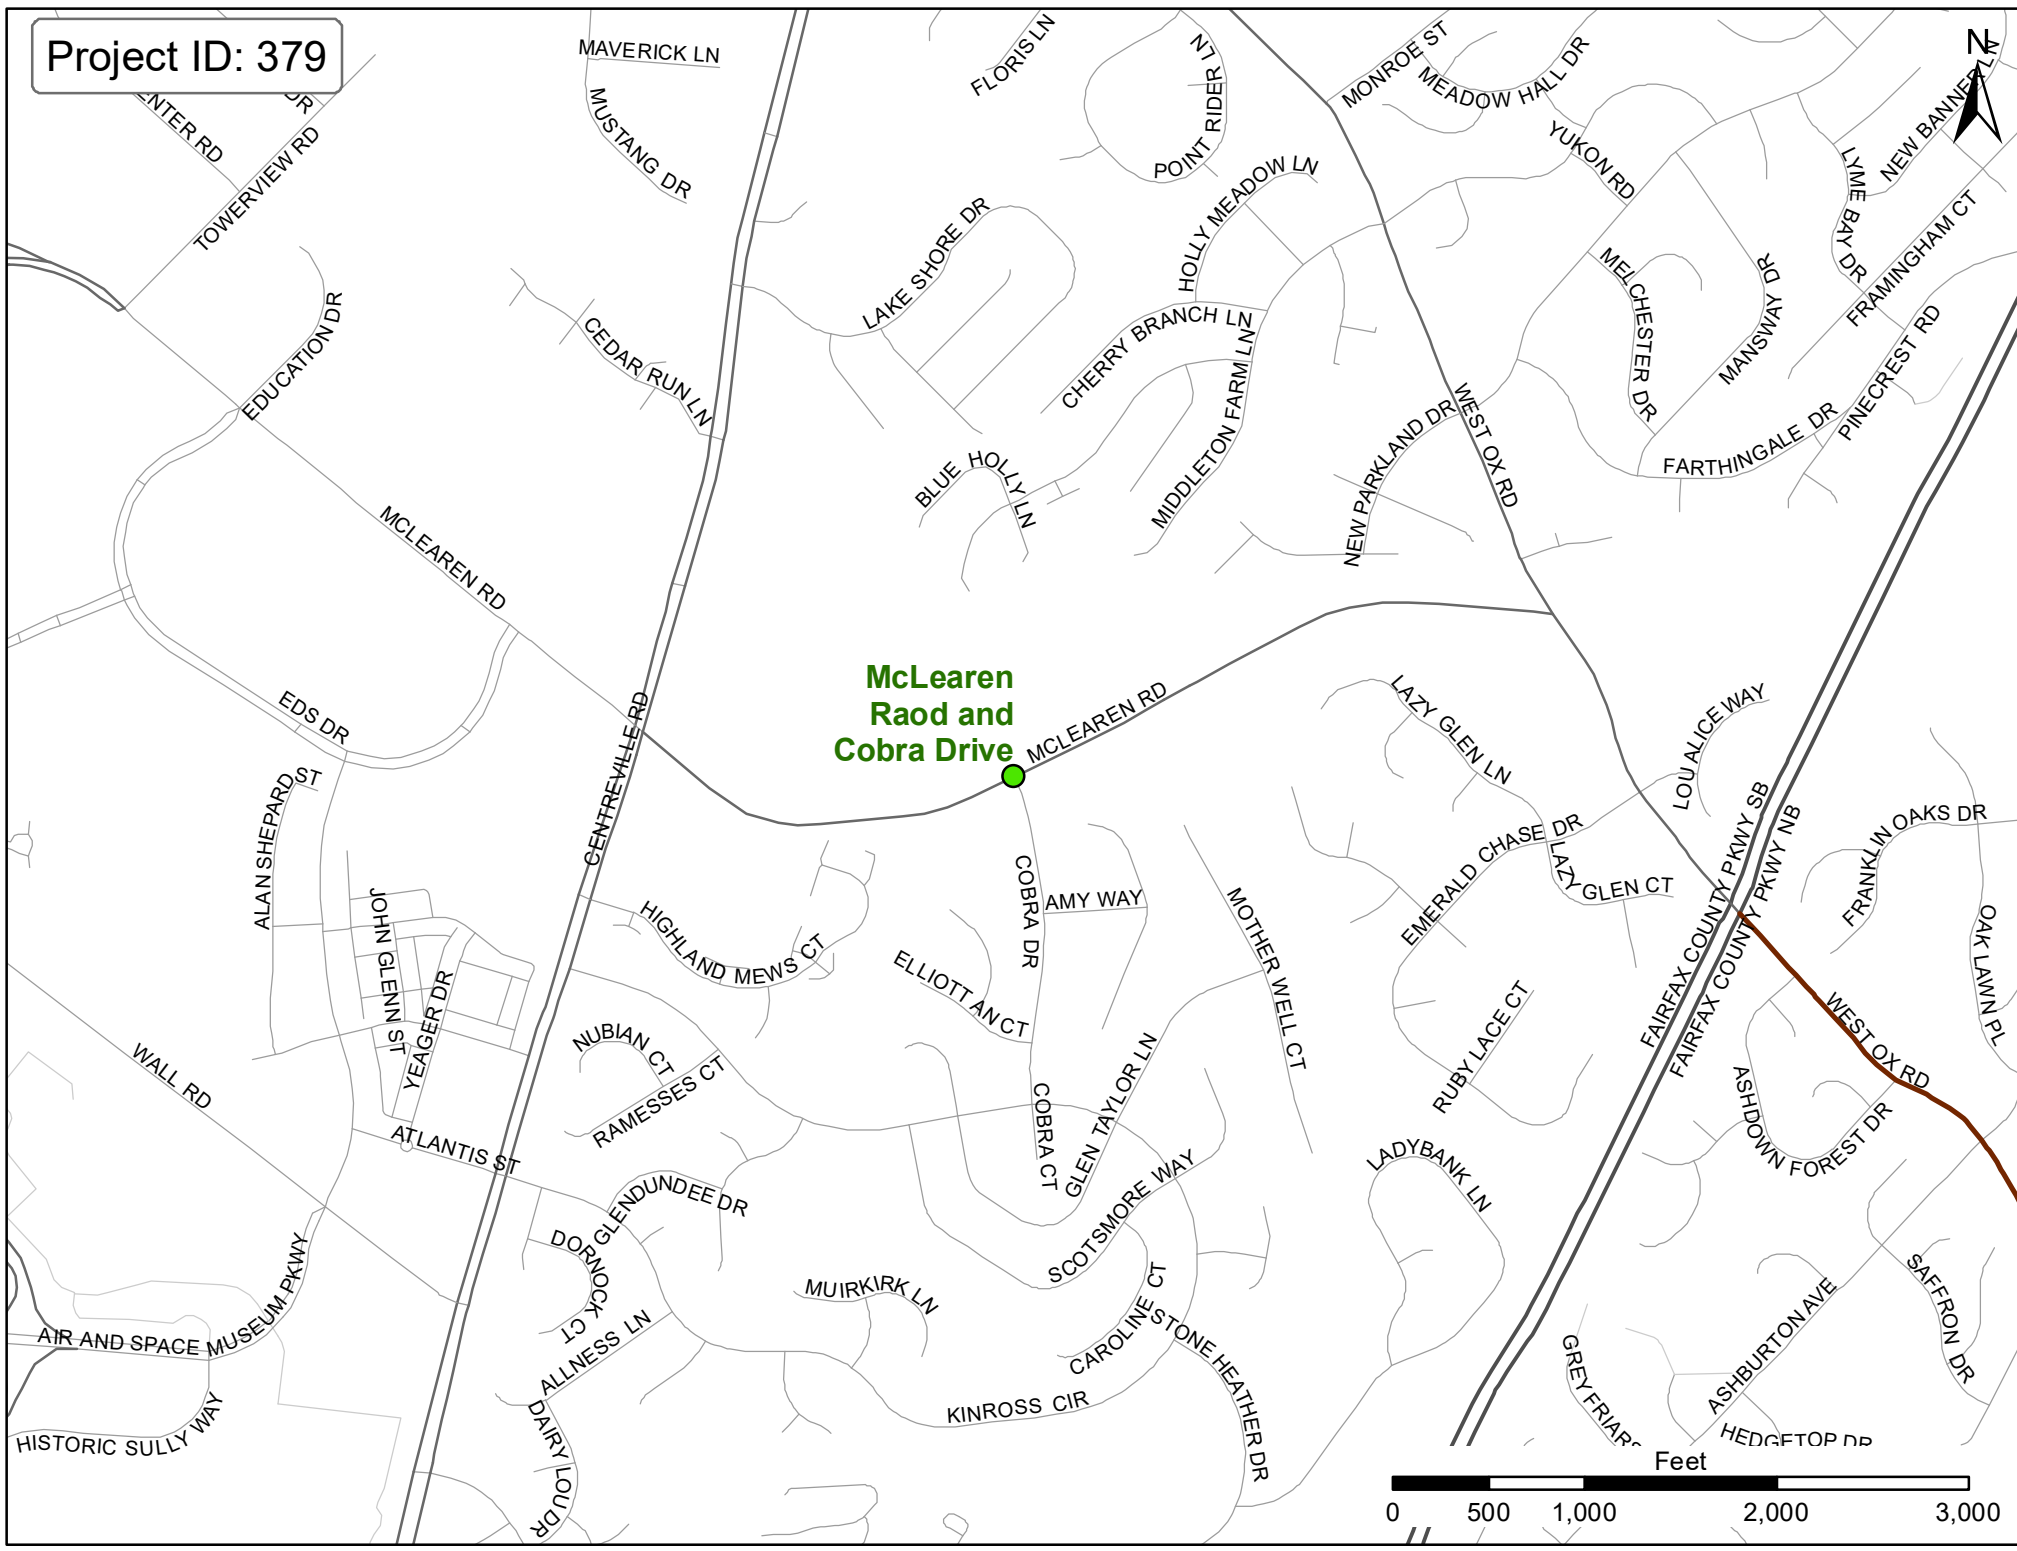 Project ID: 379
MAVERICK LN
FLORIS LN
POINT RIDER LN
MONROE ST
MEADOW HALL DR
N
NEW BANNER LN
ENTER RD
DR
TOWERVIEW RD
MUSTANG DR
YUKON RD
LYME BAY DR
HOLLY MEADOW LN
LAKE SHORE DR
FRAMINGHAM CT
MELCHESTER DR
MANSWAY DR
EDUCATION DR
CEDAR RUN LN
CHERRY BRANCH LN
MIDDLETON FARM LN
PINECREST RD
WEST OX RD
NEW PARKLAND DR
FARTHINGALE DR
BLUE HOLLY LN
MCLEAREN RD
McLearen
Raod and
Cobra Drive
MCLEAREN RD
LAZY GLEN LN
LOU ALICE WAY
EDS DR
CENTREVILLE RD
ALAN SHEPARD ST
FAIRFAX COUNTY PKWY SB
FAIRFAX COUNTY PKWY NB
FRANKLIN OAKS DR
EMERALD CHASE DR
LAZY GLEN CT
COBRA DR
AMY WAY
MOTHER WELL CT
JOHN GLENN ST
HIGHLAND MEWS CT
OAK LAWN PL
ELLIOTT AN CT
YEAGER DR
WEST OX RD
RUBY LACE CT
NUBIAN CT
RAMESSES CT
WALL RD
GLEN TAYLOR LN
COBRA CT
ASHDOWN FOREST DR
ATLANTIS ST
LADYBANK LN
SCOTSMORE WAY
GLENDUNDEE DR
DORNOCK CT
AIR AND SPACE MUSEUM PKWY
MUIRKIRK LN
CAROLINE CT
STONE HEATHER DR
SAFFRON DR
ALLNESS LN
ASHBURTON AVE
GREY FRIARS
KINROSS CIR
HISTORIC SULLY WAY
DAIRY LOU DR
HEDGETOP DR
Feet
0 500 1,000 2,000 3,000